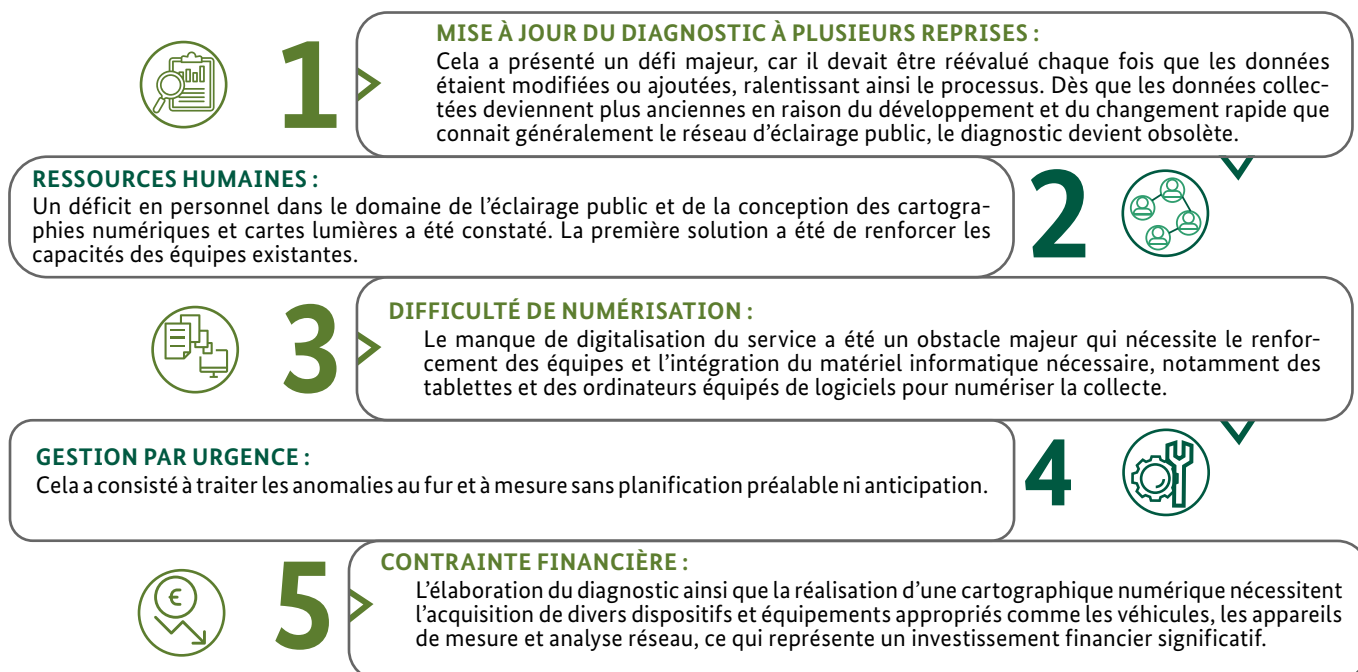 1
MISE À JOUR DU DIAGNOSTIC À PLUSIEURS REPRISES :
Cela a présenté un défi majeur, car il devait être réévalué chaque fois que les données
étaient modifiées ou ajoutées, ralentissant ainsi le processus. Dès que les données collec-
tées deviennent plus anciennes en raison du développement et du changement rapide que
connait généralement le réseau d'éclairage public, le diagnostic devient obsolète.
RESSOURCES HUMAINES :
Un déficit en personnel dans le domaine de l'éclairage public et de la conception des cartogra-
phies numériques et cartes lumières a été constaté. La première solution a été de renforcer les
capacités des équipes existantes.
2
3
DIFFICULTÉ DE NUMÉRISATION :
Le manque de digitalisation du service a été un obstacle majeur qui nécessite le renfor-
cement des équipes et l'intégration du matériel informatique nécessaire, notamment des
tablettes et des ordinateurs équipés de logiciels pour numériser la collecte.
GESTION PAR URGENCE :
Cela a consisté à traiter les anomalies au fur et à mesure sans planification préalable ni anticipation.
4
€
5
CONTRAINTE FINANCIÈRE :
L'élaboration du diagnostic ainsi que la réalisation d'une cartographique numérique nécessitent
l'acquisition de divers dispositifs et équipements appropriés comme les véhicules, les appareils
de mesure et analyse réseau, ce qui représente un investissement financier significatif.